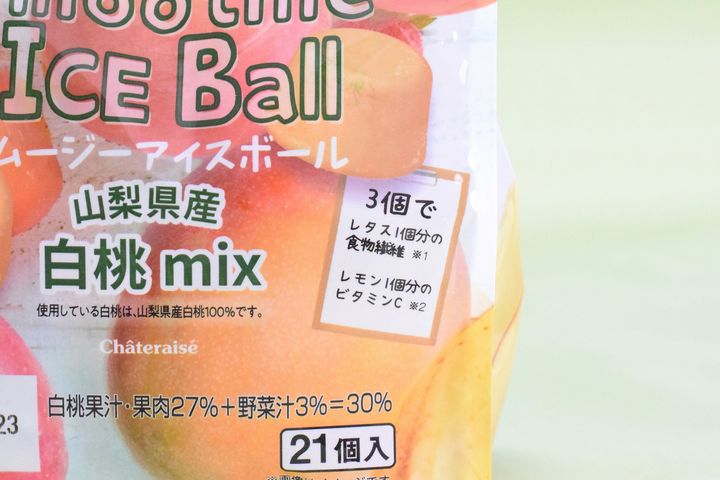 Smoothie
ICE Ball
ムージーアイスボール
山梨県産
白桃 mix
使用している白桃は、山梨県産白桃100%です。
Châteraisé
3個で
レタス1個分の
食物繊維 ※1
レモン1個分の
ビタミンC ※2
白桃果汁・果肉27%+野菜汁3%=30%
23
21個入